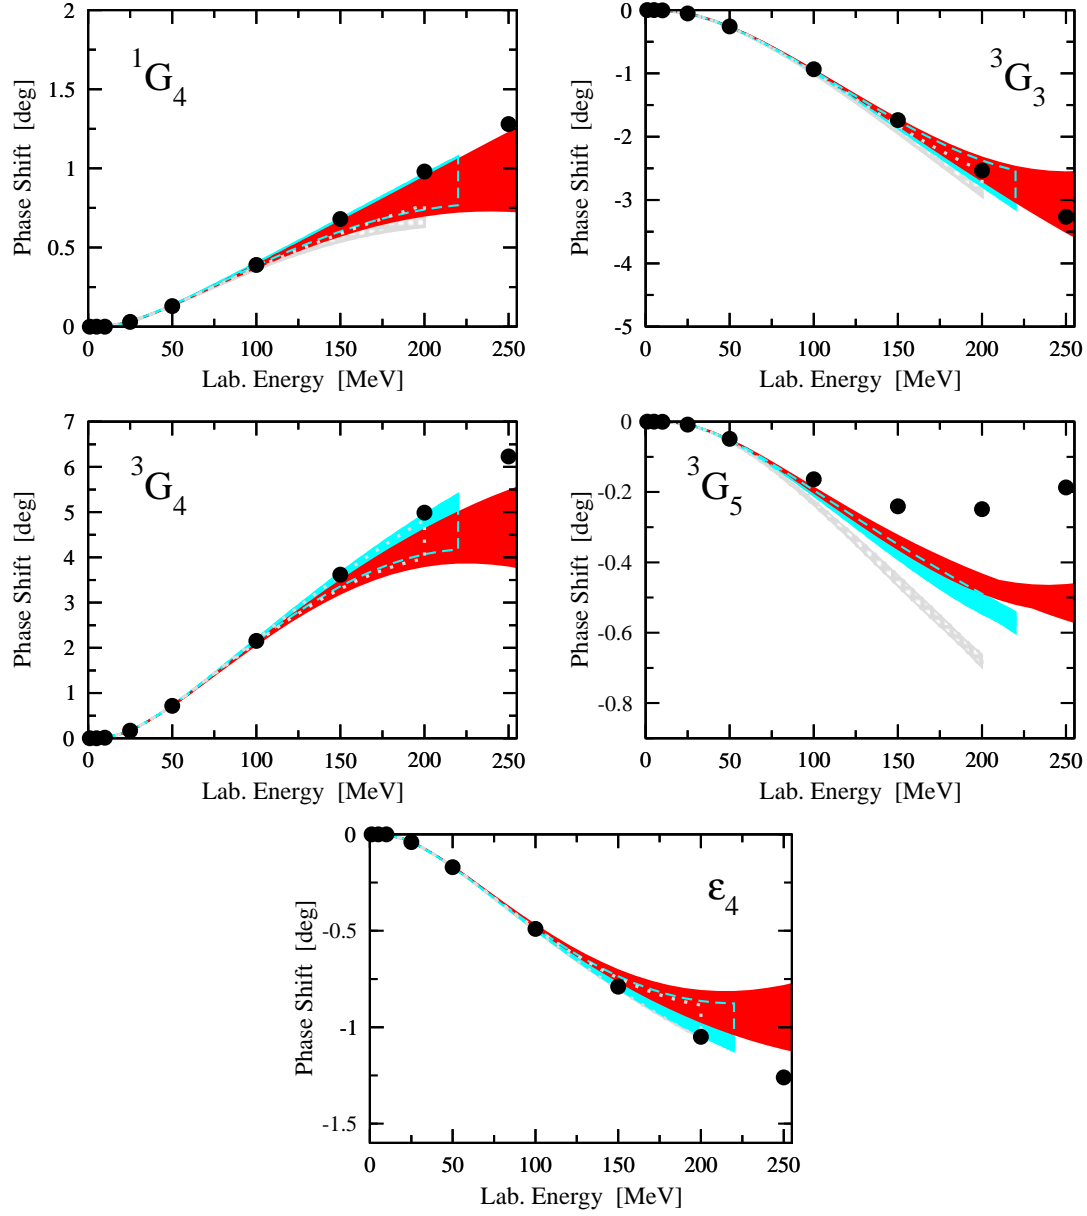 2
1.5
1
0.5
0
Phase Shift [deg]
¹G₄
0 50 100 150 200 250
Lab. Energy [MeV]
0
-1
-2
-3
-4
-5
Phase Shift [deg]
³G₃
0 50 100 150 200 250
Lab. Energy [MeV]
7
6
5
4
3
2
1
0
Phase Shift [deg]
³G₄
0 50 100 150 200 250
Lab. Energy [MeV]
0
-0.2
-0.4
-0.6
-0.8
Phase Shift [deg]
³G₅
0 50 100 150 200 250
Lab. Energy [MeV]
0
-0.5
-1
-1.5
Phase Shift [deg]
ε₄
0 50 100 150 200 250
Lab. Energy [MeV]